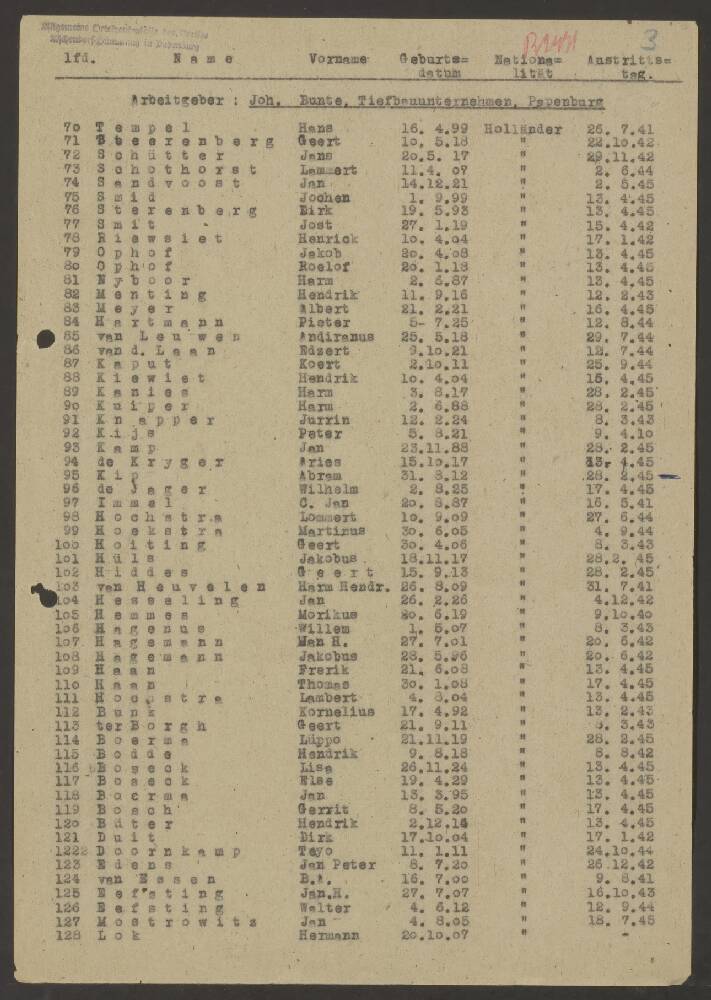 3
lfd. Name Vorname Geburts= Nationa= Austritts=
datum lität tag.
Arbeitgeber : Joh. Bunte, Tiefbauunternehmen, Papenburg
70 Tempel Hans 16. 4.99 Holländer 26. 7.41
71 Steerenberg Geert 10. 5.18 " 22.10.42
72 Schütter Jans 20.5. 17 " 29.11.42
73 Schothorst Lammert 11.4. 07 " 2. 6.44
74 Sandvoost Jan 14.12.21 " 2. 5.45
75 Smid Jochen 1. 9.99 " 13. 4.45
76 Sterenberg Dirk 19. 5.93 " 13. 4.45
77 Smit Jost 27. 1.19 " 15. 4.42
78 Riewsiet Henrick 10. 4.04 " 17. 1.42
79 Ophof Jakob 20. 4.08 " 13. 4.45
80 Ophof Roelof 20. 1.18 " 13. 4.45
81 Nyboor Harm 2. 6.87 " 13. 4.45
82 Menting Hendrik 11. 9.16 " 12. 2.43
83 Meyer Albert 21. 2.21 " 16. 4.45
84 Hartmann Pieter 5- 7.25 " 12. 8.44
85 van Leuwen Andiranus 25. 5.18 " 29. 7.44
86 van d. Laan Edzert 9.10.21 " 12. 7.44
87 Kaput Koert 2.10.11 " 25. 9.44
88 Kiewiet Hendrik 10. 4.04 " 15. 4.45
89 Kanies Harm 3. 8.17 " 28. 2.45
90 Kuiper Harm 2. 6.88 " 28. 2.45
91 Knapper Jurrin 12. 2.24 " 8. 3.43
92 Kijs Peter 5. 8.21 " 9. 4.10
93 Kamp Jan 23.11.88 " 28. 2.45
94 de Kryger Aries 15.10.17 " 13. 4.45
95 Kip Abram 31. 8.12 " 28. 2.45
96 de Jager Wilhelm 2. 8.25 " 17. 4.45
97 Immel C. Jan 20. 8.87 " 16. 5.41
98 Hochstra Lommert 10. 9.09 " 27. 6.44
99 Hoekstra Martinus 30. 6.05 " 4. 9.44
100 Hoiting Geert 30. 4.06 " 8. 3.43
101 Hüls Jakobus 18.11.17 " 28.2. 45
102 Hiddes Geert 15. 9.13 " 28. 2.45
103 van Heuvelen Harm Hendr. 26. 8.09 " 31. 7.41
104 Hesseling Jan 26. 2.26 " 4.12.42
105 Hemmes Morikus 20. 6.19 " 9.10.40
106 Hagenus Willem 1. 5.07 " 8. 3.43
107 Hagemann Wan H. 27. 7.01 " 20. 6.42
108 Hagemann Jakobus 28. 5.96 " 20. 6.42
109 Haan Frerik 21. 6.08 " 13. 4.45
110 Haan Thomas 30. 1.08 " 17. 4.45
111 Hoogstra Lambert 4. 8.04 " 13. 4.45
112 Bunk Kornelius 17. 4.92 " 13. 2.43
113 ter Borgh Geert 21. 9.11 " 8. 3.43
114 Boerma Lüppo 21.11.19 " 28. 2.45
115 Bodde Hendrik 9. 8.18 " 8. 8.42
116 Boseck Lisa 26.11.24 " 13. 4.45
117 Boseck Else 19. 4.29 " 13. 4.45
118 Bocrma Jan 13. 3.95 " 13. 4.45
119 Bosch Gerrit 8. 5.20 " 17. 4.45
120 Büter Hendrik 2.12.14 " 13. 4.45
121 Duit Dirk 17.10.04 " 17. 1.42
1222 Doornkamp Teyo 11. 1.11 " 24.10.44
123 Edens Jan Peter 8. 7.20 " 26.12.42
124 van Essen B.A. 16. 7.00 " 9. 8.41
125 Eefsting Jan.H. 27. 7.07 " 16.10.43
126 Eefsting Walter 4. 6.12 " 12. 9.44
127 Mostrowitz Jan 4. 8.05 " 18. 7.45
128 Lok Hermann 20.10.07 " -